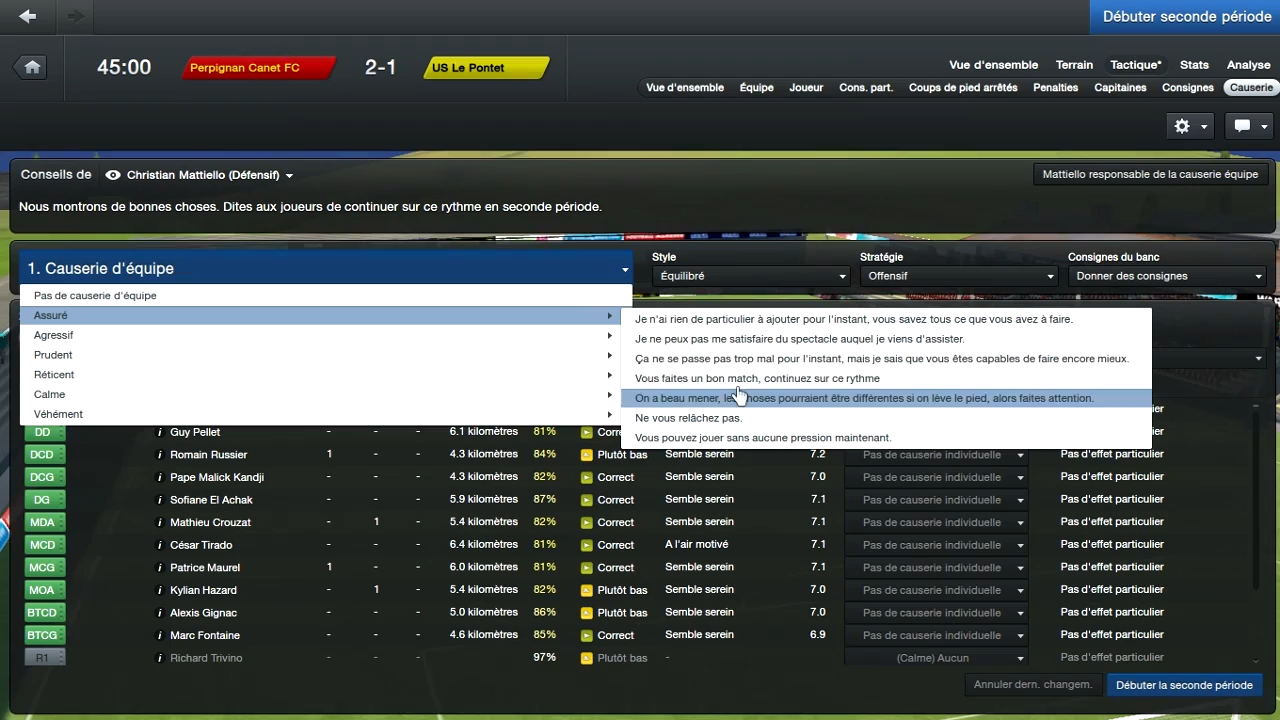 Débuter seconde période
45:00 Perpignan Canet FC 2-1 US Le Pontet
Vue d'ensemble Terrain Tactique* Stats Analyse
Vue d'ensemble Équipe Joueur Cons. part. Coups de pied arrêtés Penalties Capitaines Consignes Causerie
Conseils de Christian Mattiello (Défensif) Mattiello responsable de la causerie équipe
Nous montrons de bonnes choses. Dites aux joueurs de continuer sur ce rythme en seconde période.
1. Causerie d'équipe
Style Stratégie Consignes du banc
Équilibré Offensif Donner des consignes
Pas de causerie d'équipe
Assuré
Agressif
Prudent
Réticent
Calme
Véhément
Je n'ai rien de particulier à ajouter pour l'instant, vous savez tous ce que vous avez à faire.
Je ne peux pas me satisfaire du spectacle auquel je viens d'assister.
Ça ne se passe pas trop mal pour l'instant, mais je sais que vous êtes capables de faire encore mieux.
Vous faites un bon match, continuez sur ce rythme
On a beau mener, les choses pourraient être différentes si on lève le pied, alors faites attention.
Ne vous relâchez pas.
Vous pouvez jouer sans aucune pression maintenant.
DD i Guy Pellet - - - 6.1 kilomètres 81%
DCD i Romain Russier 1 - - 4.3 kilomètres 84% Plutôt bas Semble serein 7.2 Pas de causerie individuelle Pas d'effet particulier
DCG i Pape Malick Kandji - - - 4.3 kilomètres 82% Correct Semble serein 7.0 Pas de causerie individuelle Pas d'effet particulier
DG i Sofiane El Achak - - - 5.9 kilomètres 87% Correct Semble serein 7.1 Pas de causerie individuelle Pas d'effet particulier
MDA i Mathieu Crouzat - 1 - 5.4 kilomètres 82% Correct Semble serein 7.1 Pas de causerie individuelle Pas d'effet particulier
MCD i César Tirado - - - 6.4 kilomètres 81% Correct A l'air motivé 7.1 Pas de causerie individuelle Pas d'effet particulier
MCG i Patrice Maurel 1 - - 6.0 kilomètres 81% Correct Semble serein 7.1 Pas de causerie individuelle Pas d'effet particulier
MOA i Kylian Hazard - 1 - 5.4 kilomètres 82% Plutôt bas Semble serein 7.0 Pas de causerie individuelle Pas d'effet particulier
BTCD i Alexis Gignac - - - 5.0 kilomètres 86% Plutôt bas Semble serein 7.0 Pas de causerie individuelle Pas d'effet particulier
BTCG i Marc Fontaine - - - 4.6 kilomètres 85% Correct Semble serein 6.9 Pas de causerie individuelle Pas d'effet particulier
R1 i Richard Trivino - - - 97% Plutôt bas - (Calme) Aucun Pas d'effet particulier
Annuler dern. changem. Débuter la seconde période